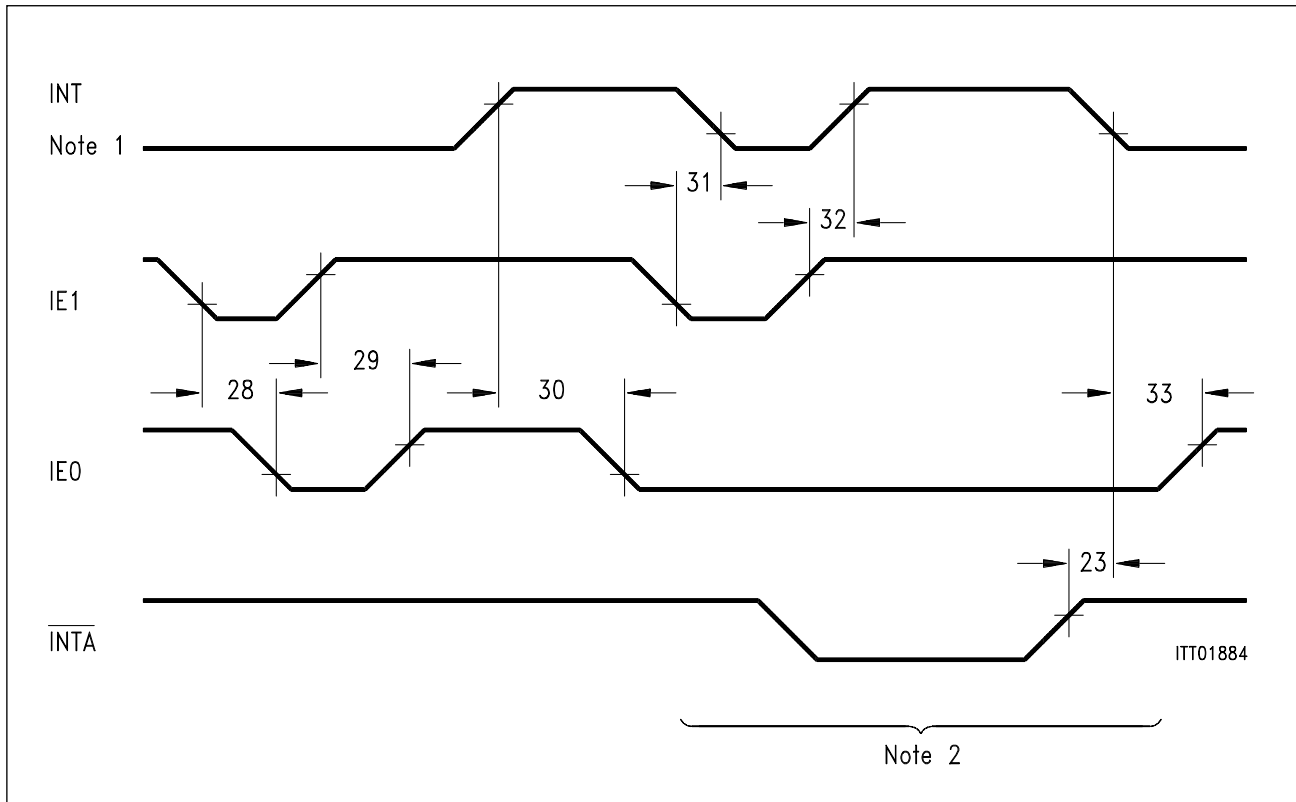 INT
Note 1
31
32
IE1
29
28
30
33
IE0
23
INTA
ITT01884
Note 2